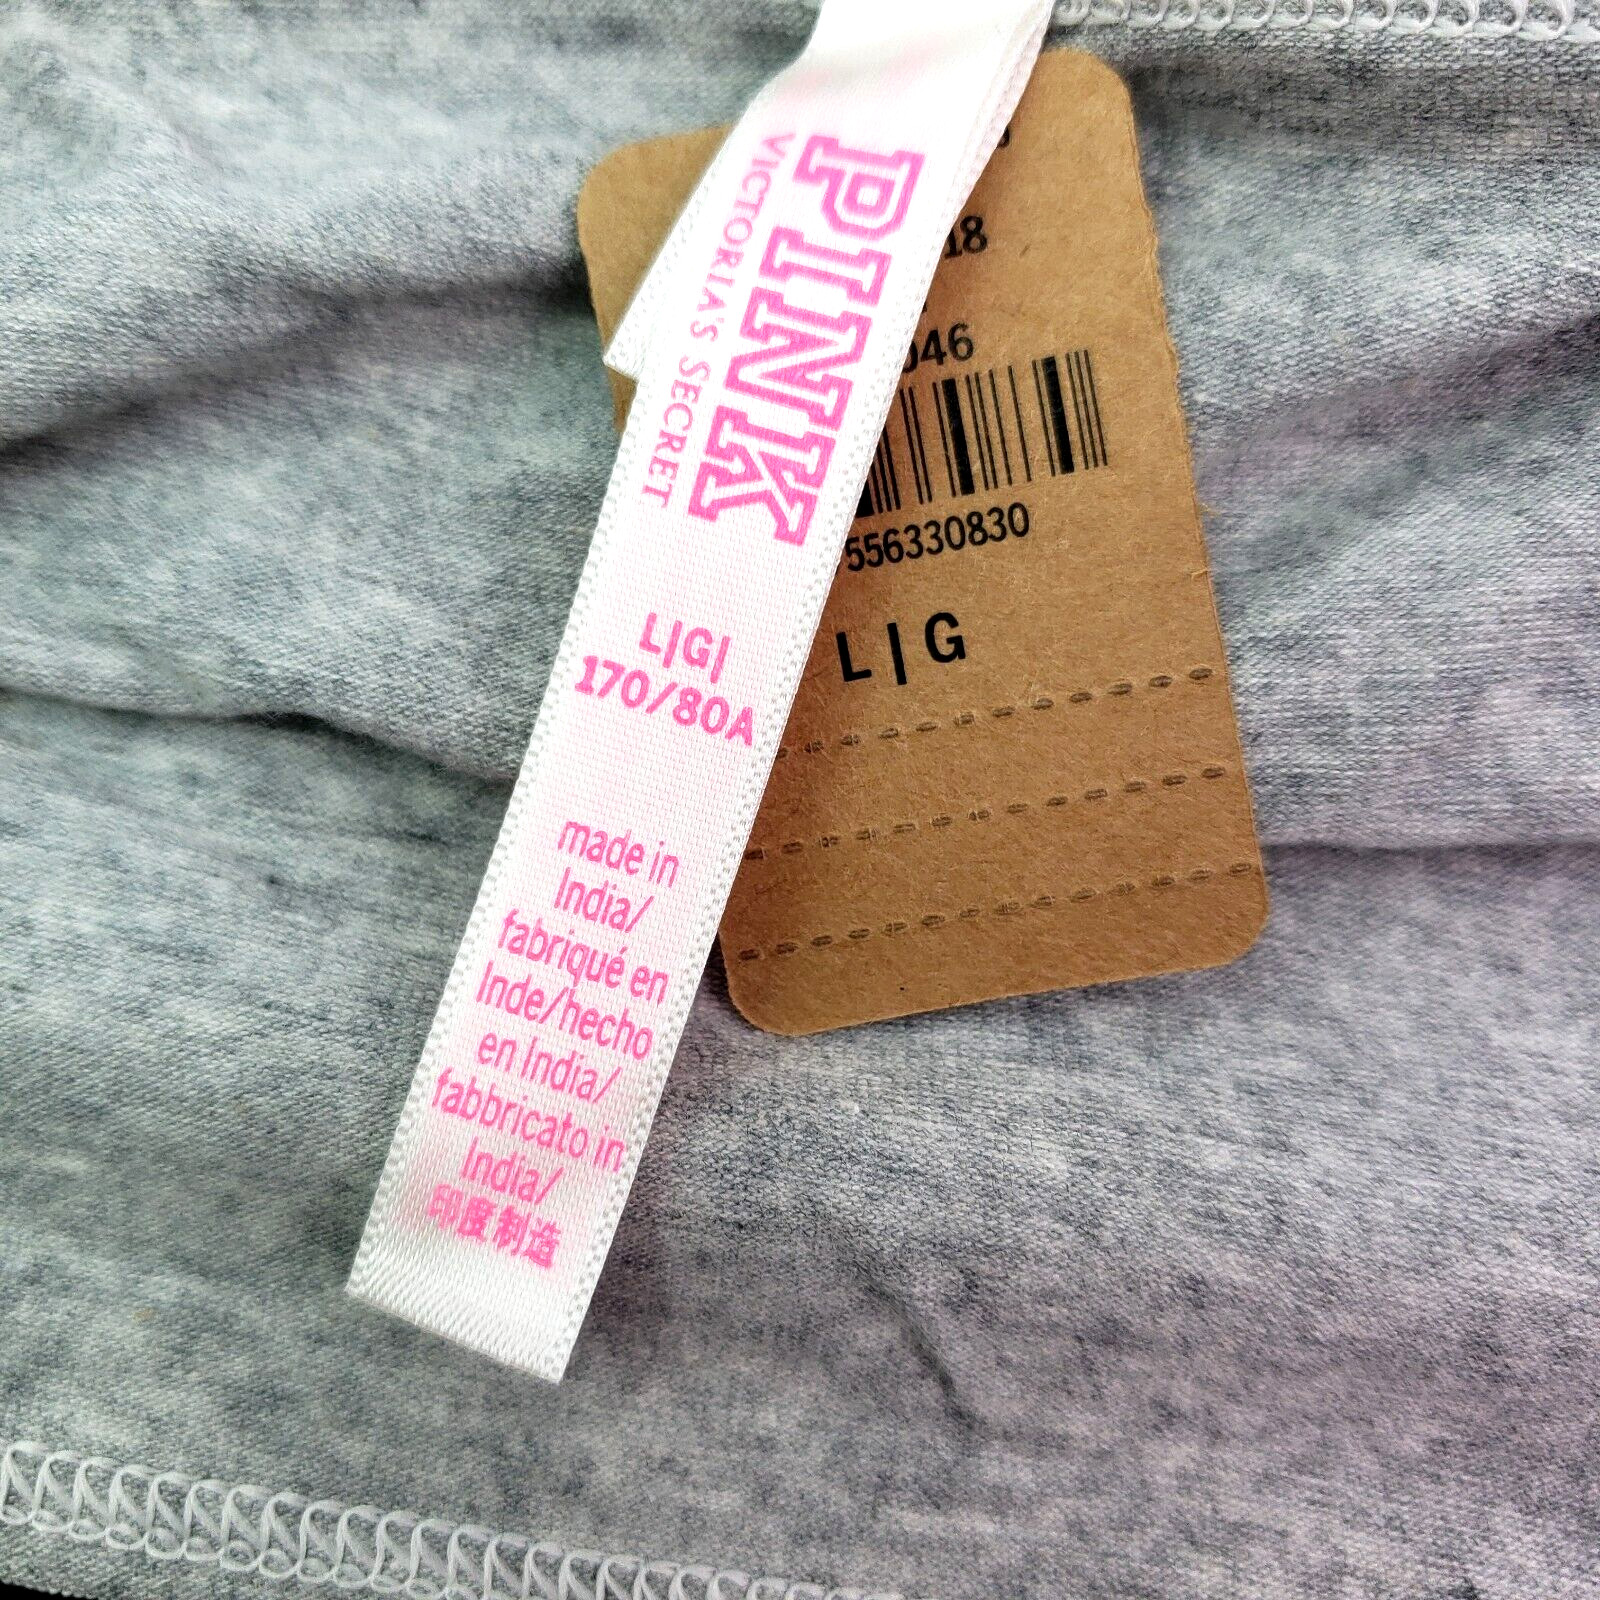 PINK
VICTORIA'S SECRET
L|G|
170/80A
made in
India/
fabriqué en
Inde/hecho
en India/
fabbricato in
India/
印度制造
18
046
556330830
L | G